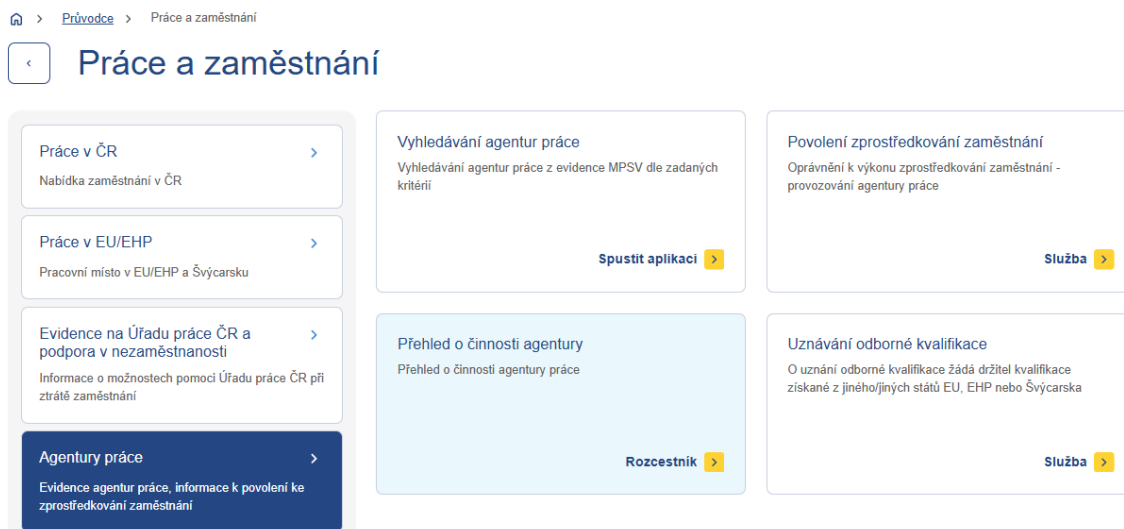 Průvodce > Práce a zaměstnání
Práce a zaměstnání
Práce v ČR
Nabídka zaměstnání v ČR
Práce v EU/EHP
Pracovní místo v EU/EHP a Švýcarsku
Evidence na Úřadu práce ČR a
podpora v nezaměstnanosti
Informace o možnostech pomoci Úřadu práce ČR při
ztrátě zaměstnání
Agentury práce
Evidence agentur práce, informace k povolení ke
zprostředkování zaměstnání
Vyhledávání agentur práce
Vyhledávání agentur práce z evidence MPSV dle zadaných
kritérií
Spustit aplikaci
Povolení zprostředkování zaměstnání
Oprávnění k výkonu zprostředkování zaměstnání -
provozování agentury práce
Služba
Přehled o činnosti agentury
Přehled o činnosti agentury práce
Rozcestník
Uznávání odborné kvalifikace
O uznání odborné kvalifikace žádá držitel kvalifikace
získané z jiného/jiných států EU, EHP nebo Švýcarska
Služba